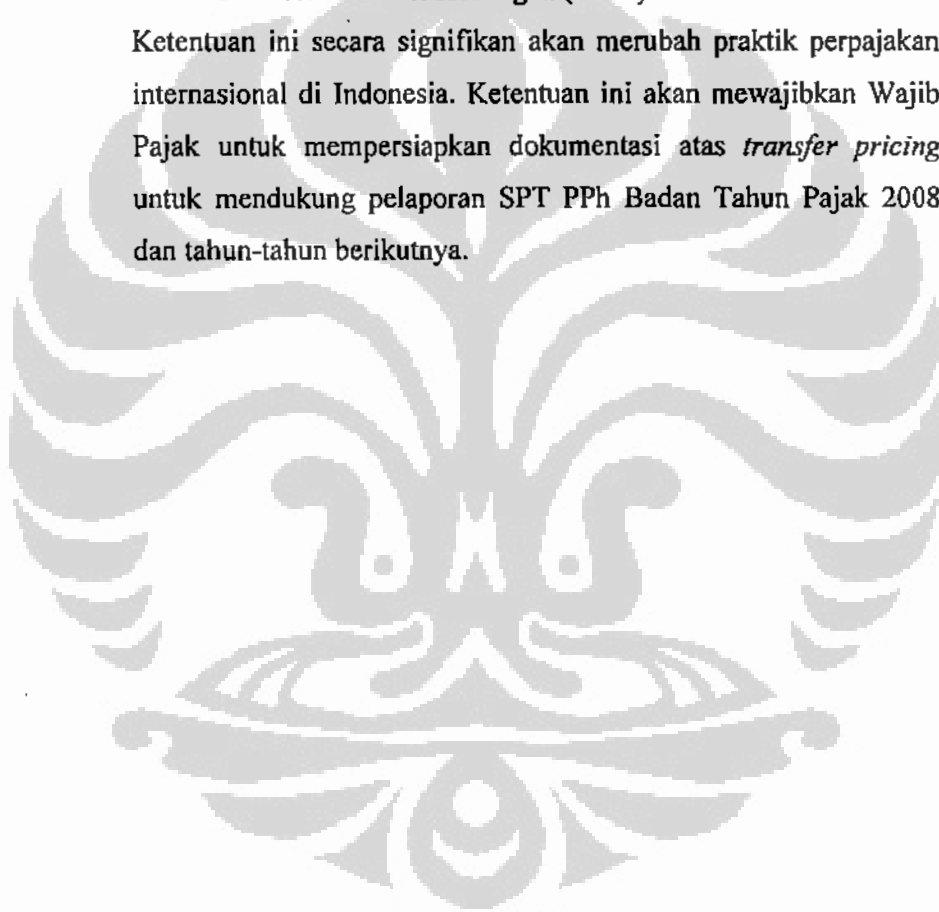 Ketentuan ini secara signifikan akan merubah praktik perpajakan
internasional di Indonesia. Ketentuan ini akan mewajibkan Wajib
Pajak untuk mempersiapkan dokumentasi atas transfer pricing
untuk mendukung pelaporan SPT PPh Badan Tahun Pajak 2008
dan tahun-tahun berikutnya.